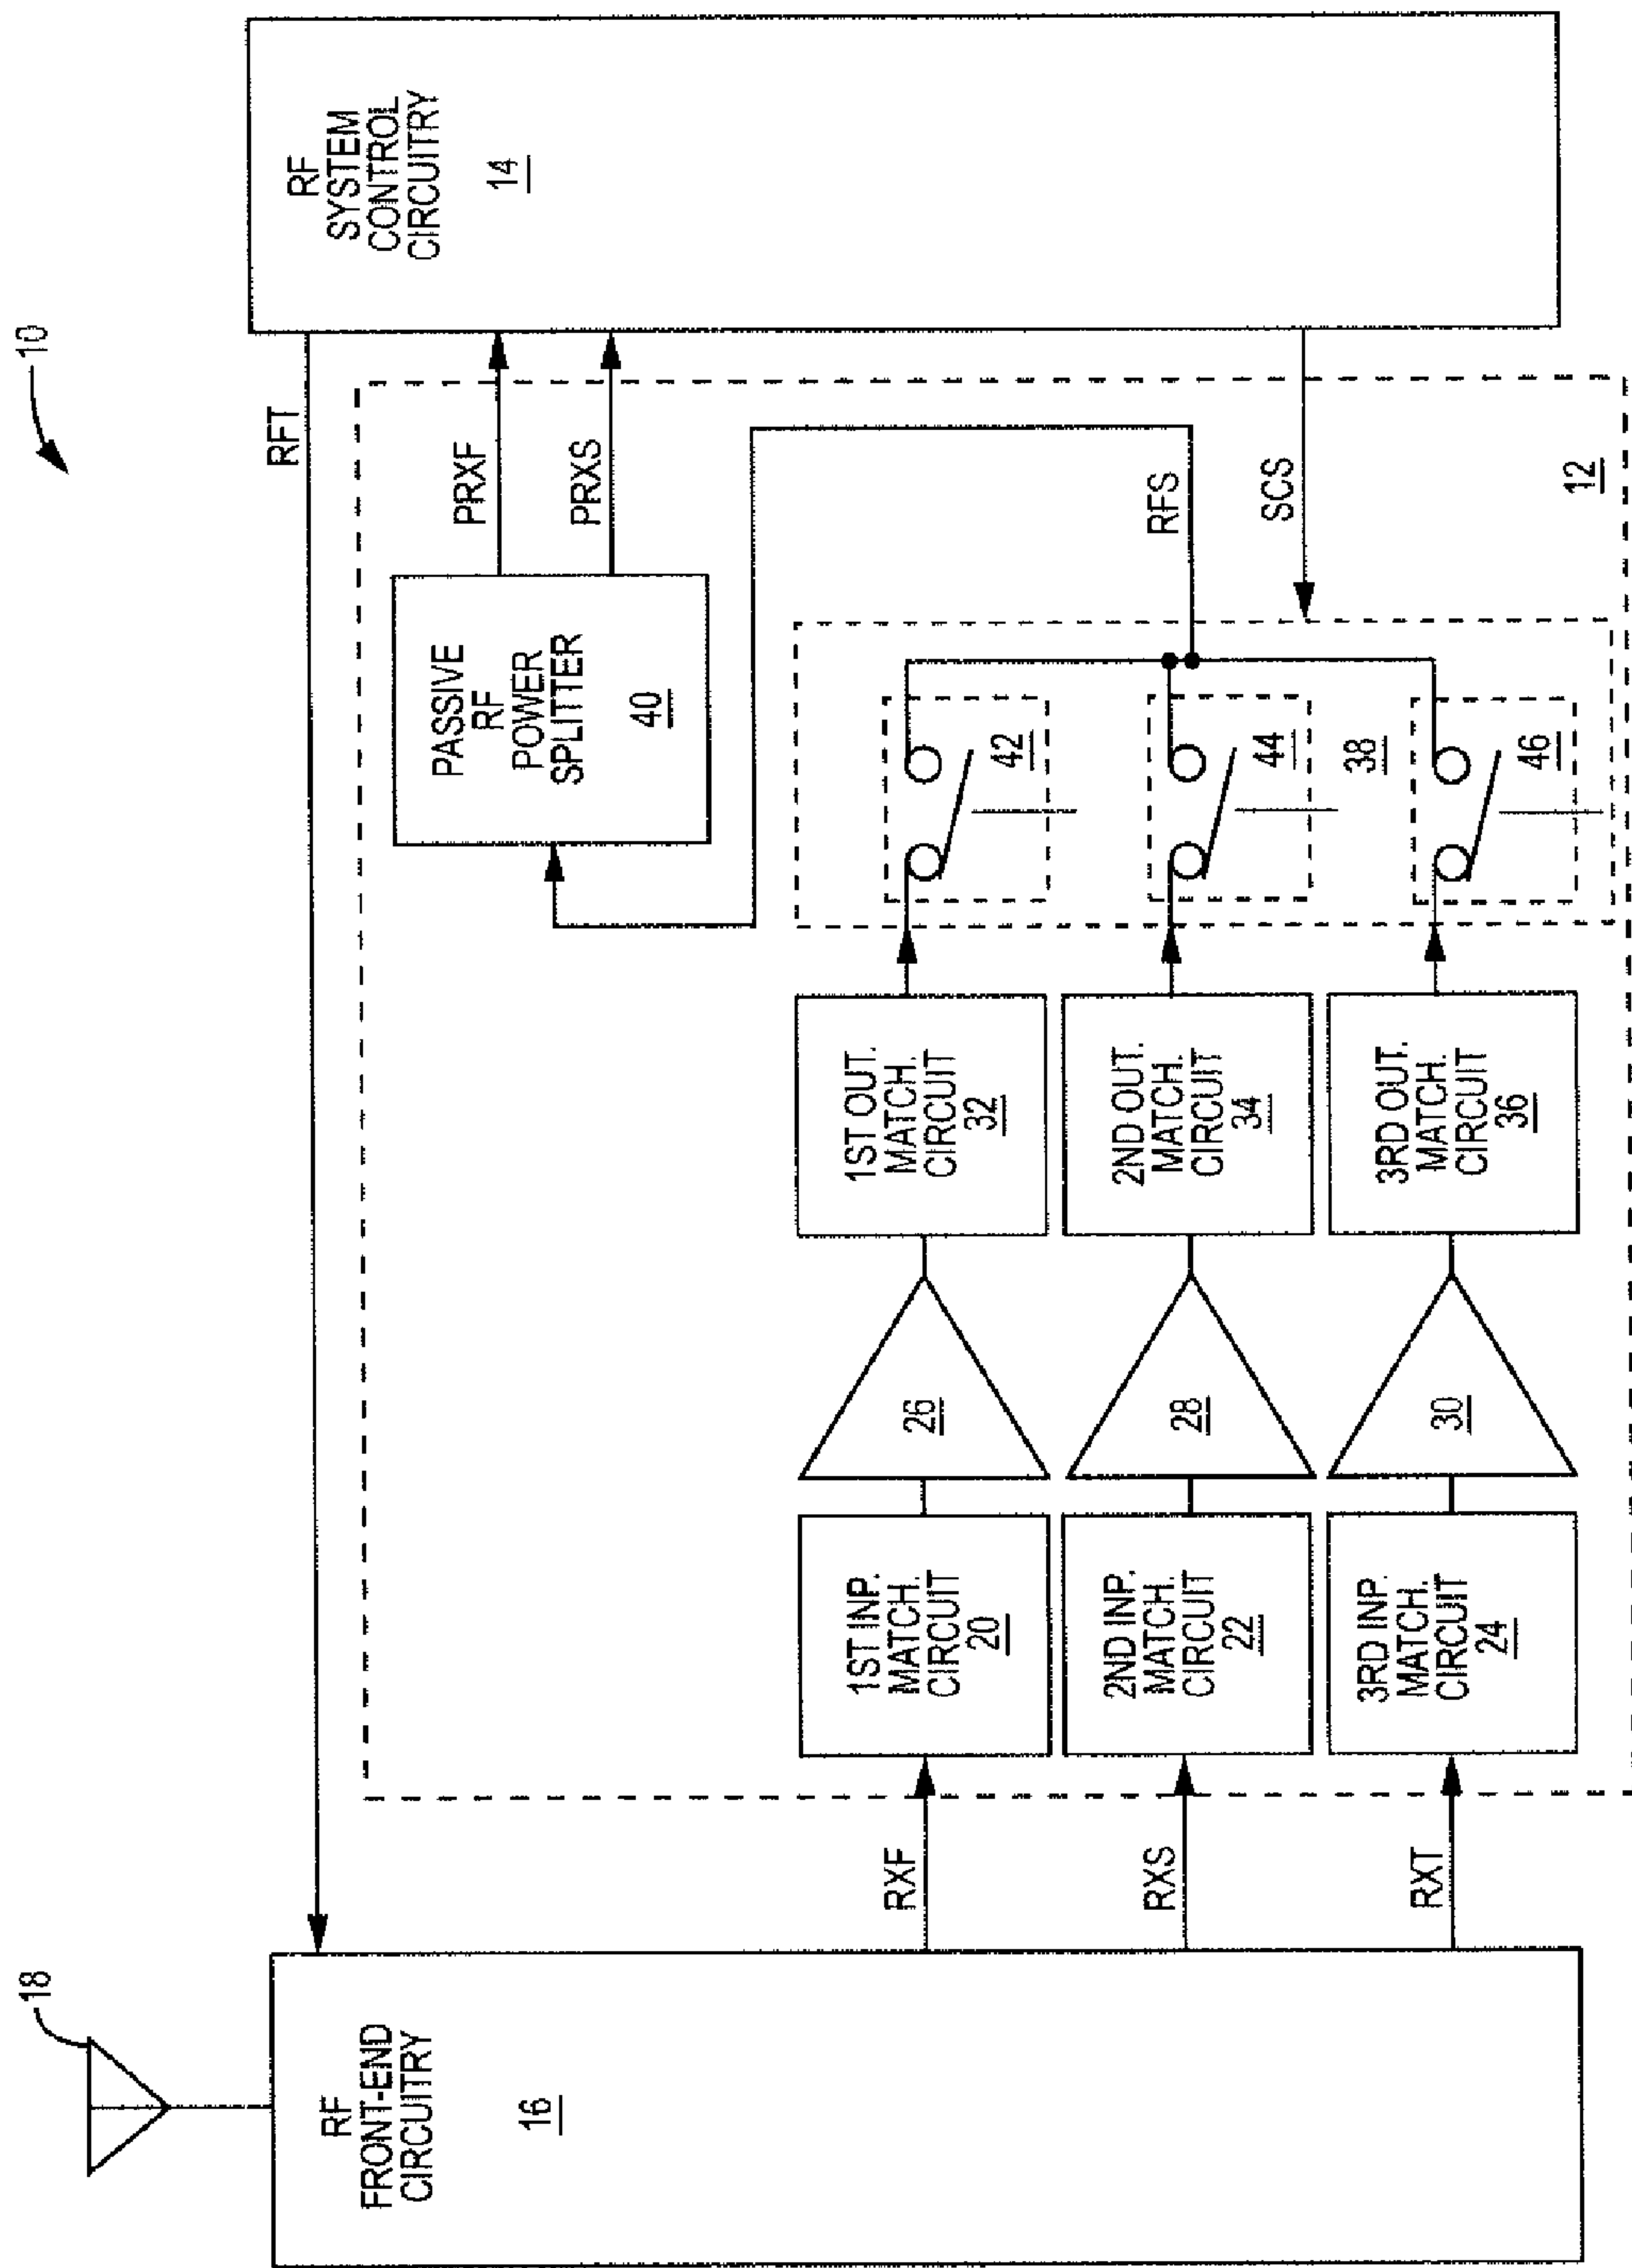 10
18
RF
FRONT-END
CIRCUITRY
16
RFT
RF
SYSTEM
CONTROL
CIRCUITRY
14
PASSIVE
RF
POWER
SPLITTER
40
PRXF
PRXS
RXF
1ST INP.
MATCH.
CIRCUIT
20
26
1ST OUT.
MATCH.
CIRCUIT
32
42
RXS
2ND INP.
MATCH.
CIRCUIT
22
28
2ND OUT.
MATCH.
CIRCUIT
34
44
RFS
38
SCS
RXT
3RD INP.
MATCH.
CIRCUIT
24
30
3RD OUT.
MATCH.
CIRCUIT
36
46
12